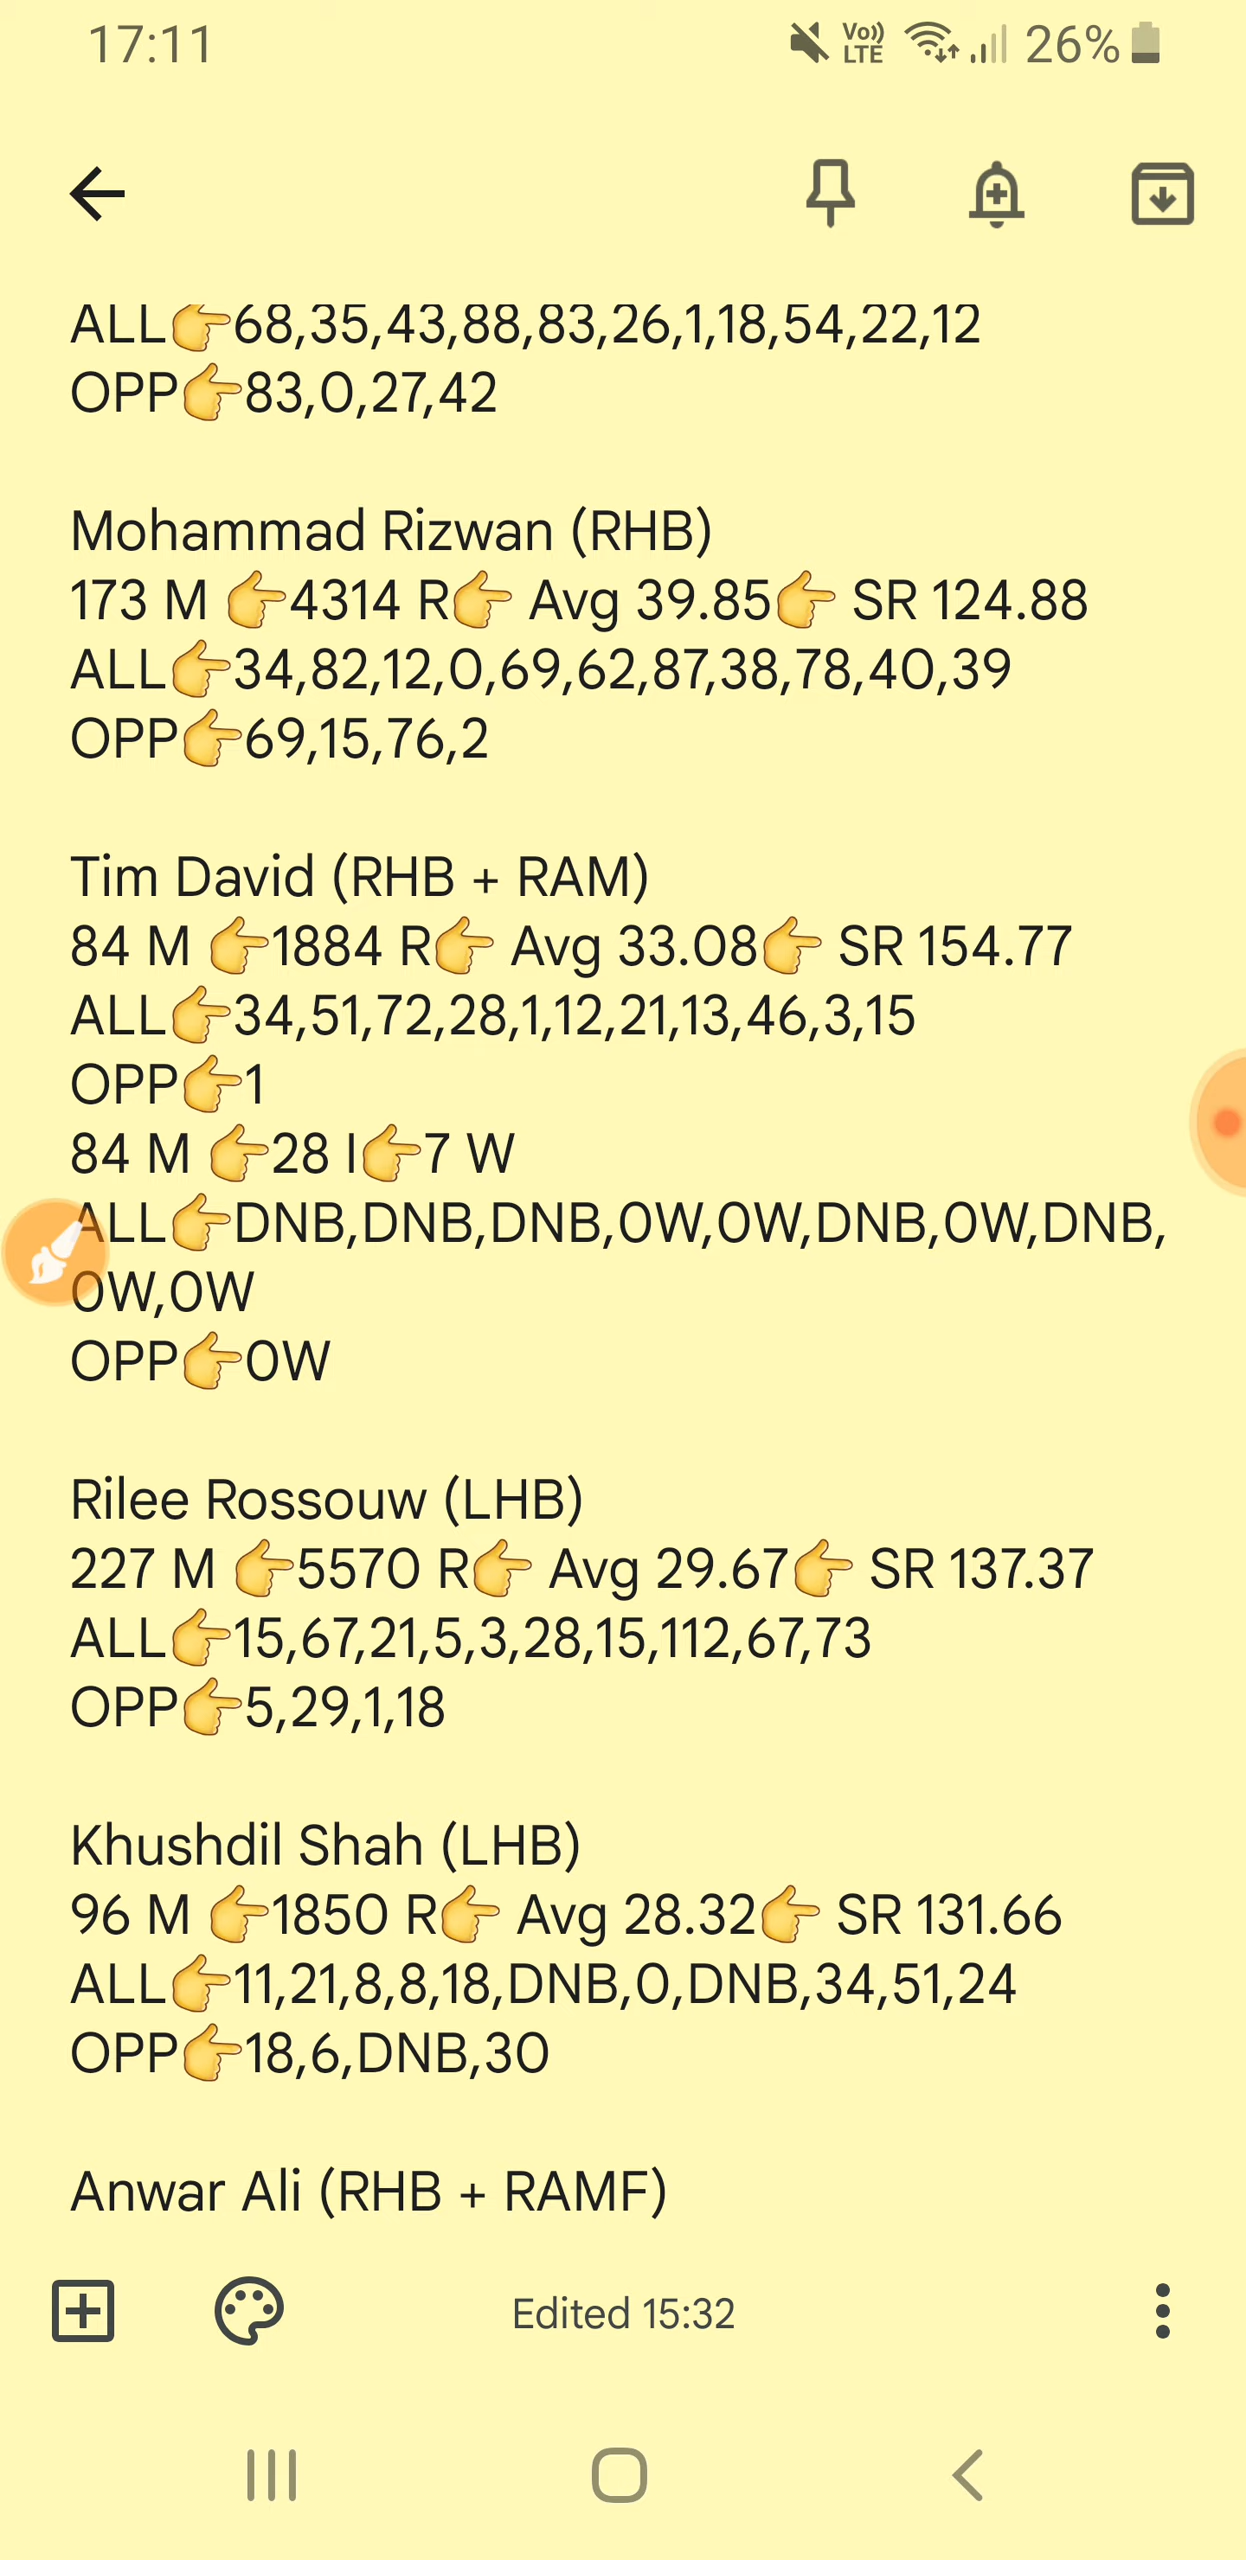 17:11
Vo)) LTE 26%
ALL👉68,35,43,88,83,26,1,18,54,22,12
OPP👉83,0,27,42
Mohammad Rizwan (RHB)
173 M 👉4314 R👉 Avg 39.85👉 SR 124.88
ALL👉34,82,12,0,69,62,87,38,78,40,39
OPP👉69,15,76,2
Tim David (RHB + RAM)
84 M 👉1884 R👉 Avg 33.08👉 SR 154.77
ALL👉34,51,72,28,1,12,21,13,46,3,15
OPP👉1
84 M 👉28 I👉7 W
ALL👉DNB,DNB,DNB,0W,0W,DNB,0W,DNB,
0W,0W
OPP👉0W
Rilee Rossouw (LHB)
227 M 👉5570 R👉 Avg 29.67👉 SR 137.37
ALL👉15,67,21,5,3,28,15,112,67,73
OPP👉5,29,1,18
Khushdil Shah (LHB)
96 M 👉1850 R👉 Avg 28.32👉 SR 131.66
ALL👉11,21,8,8,18,DNB,0,DNB,34,51,24
OPP👉18,6,DNB,30
Anwar Ali (RHB + RAMF)
Edited 15:32